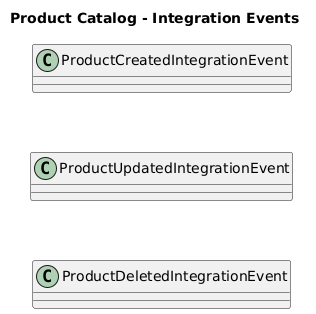 Product Catalog - Integration Events
C ProductCreatedIntegrationEvent
C ProductUpdatedIntegrationEvent
C ProductDeletedIntegrationEvent